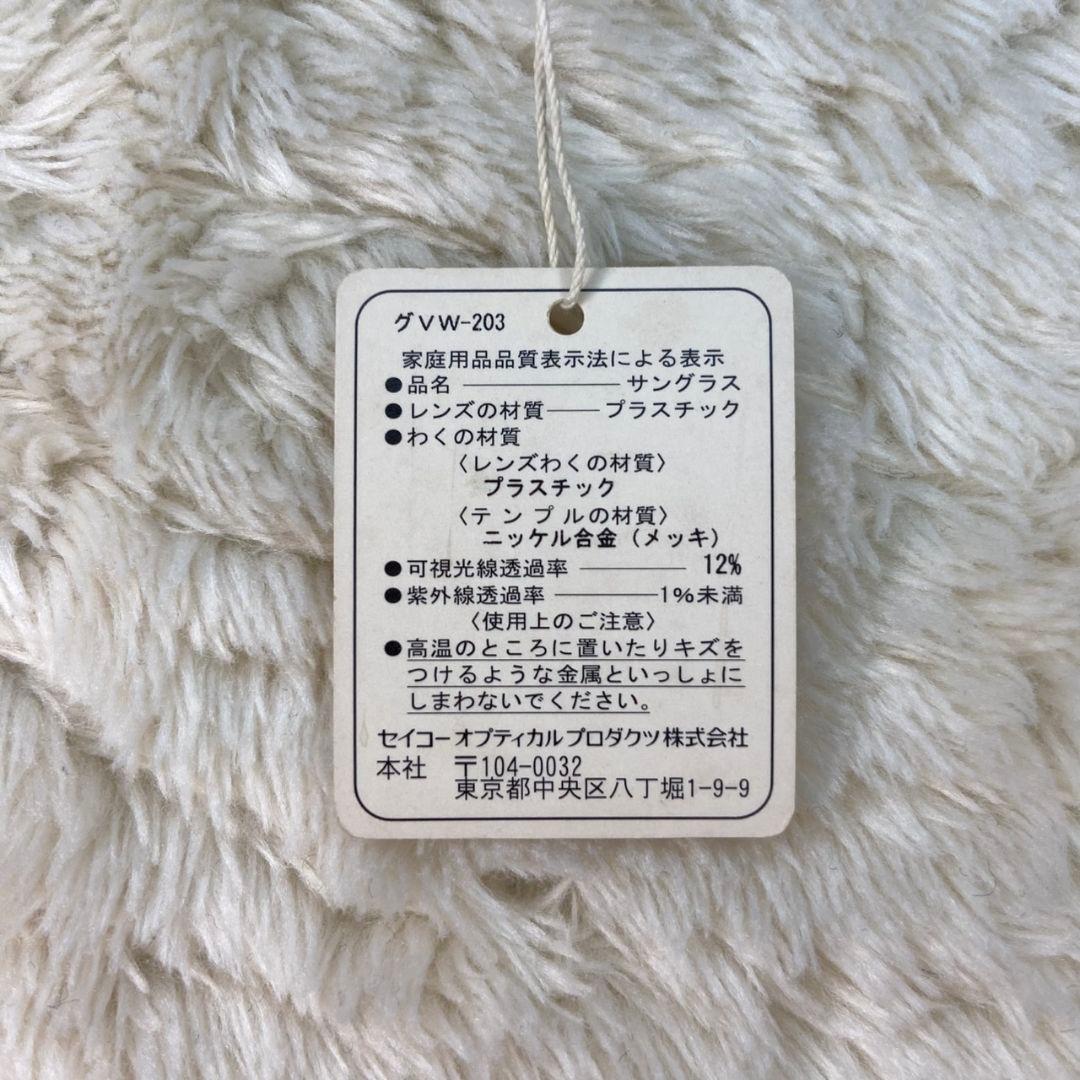 グVW-203
家庭用品品質表示法による表示
●品名 ―――――― サングラス
●レンズの材質――プラスチック
●わくの材質
〈レンズわくの材質〉
プラスチック
〈テンプルの材質〉
ニッケル合金（メッキ）
●可視光線透過率 ―――― 12%
●紫外線透過率 ――――1%未満
〈使用上のご注意〉
●高温のところに置いたりキズを
つけるような金属といっしょに
しまわないでください。
セイコーオプティカルプロダクツ株式会社
本社 〒104-0032
東京都中央区八丁堀1-9-9